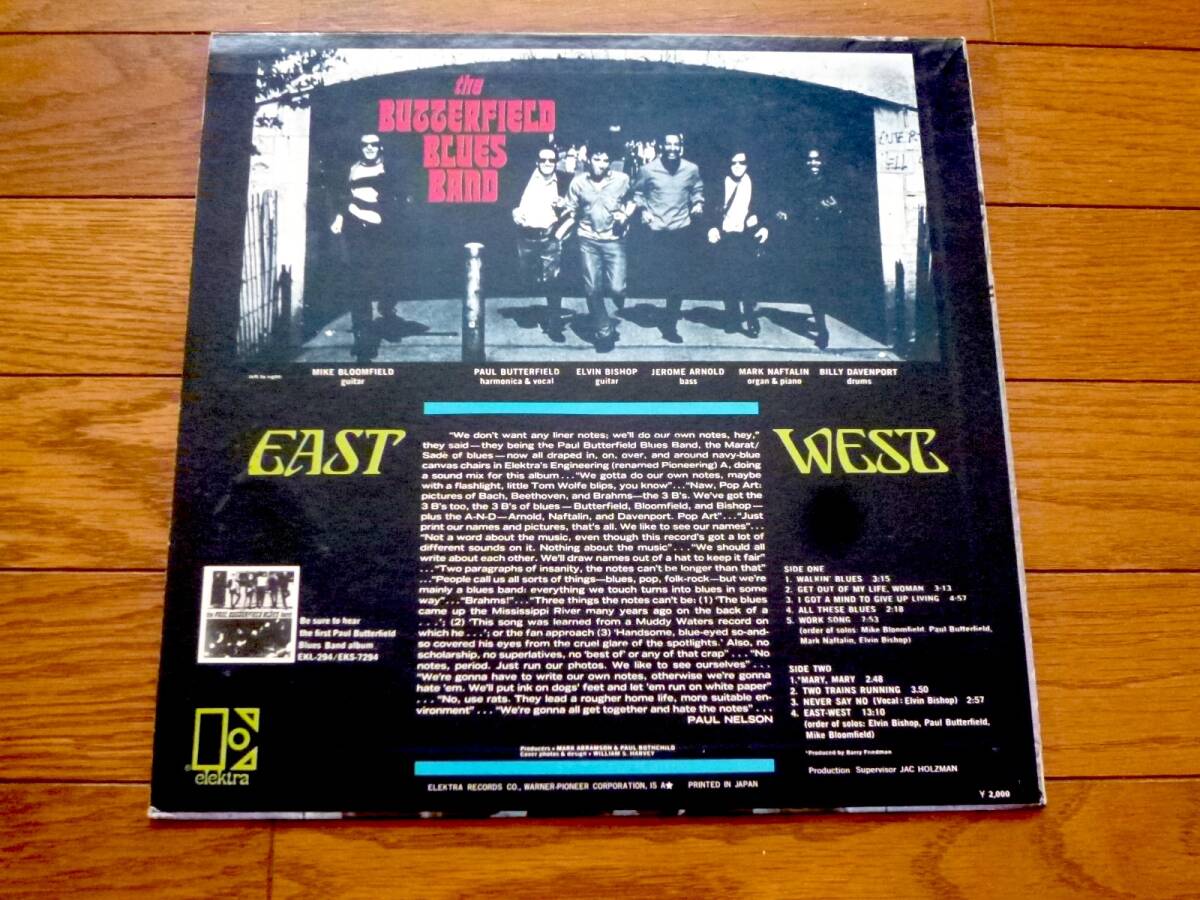 the
BUTTERFIELD
BLUES
BAND
ENTER
left to right:
MIKE BLOOMFIELD
guitar
PAUL BUTTERFIELD
harmonica & vocal
ELVIN BISHOP
guitar
JEROME ARNOLD
bass
MARK NAFTALIN
organ & piano
BILLY DAVENPORT
drums
EAST
WEST
"We don't want any liner notes; we'll do our own notes, hey,"
they said—they being the Paul Butterfield Blues Band, the Marat/
Sade of blues—now all draped in, on, over, and around navy-blue
canvas chairs in Elektra's Engineering (renamed Pioneering) A, doing
a sound mix for this album..."We gotta do our own notes, maybe
with a flashlight, little Tom Wolfe blips, you know"..."Naw, Pop Art:
pictures of Bach, Beethoven, and Brahms—the 3 B's. We've got the
3 B's too, the 3 B's of blues—Butterfield, Bloomfield, and Bishop—
plus the A-N-D—Arnold, Naftalin, and Davenport. Pop Art"..."Just
print our names and pictures, that's all. We like to see our names"...
"Not a word about the music, even though this record's got a lot of
different sounds on it. Nothing about the music"..."We should all
write about each other. We'll draw names out of a hat to keep it fair"
..."Two paragraphs of insanity, the notes can't be longer than that"
..."People call us all sorts of things—blues, pop, folk-rock—but we're
mainly a blues band: everything we touch turns into blues in some
way"..."Brahms!"..."Three things the notes can't be: (1) 'The blues
came up the Mississippi River many years ago on the back of a
...'; (2) 'This song was learned from a Muddy Waters record on
which he...'; or the fan approach (3) 'Handsome, blue-eyed so-and-
so covered his eyes from the cruel glare of the spotlights.' Also, no
scholarship, no superlatives, no 'best of' or any of that crap"..."No
notes, period. Just run our photos. We like to see ourselves"...
"We're gonna have to write our own notes, otherwise we're gonna
hate 'em. We'll put ink on dogs' feet and let 'em run on white paper"
..."No, use rats. They lead a rougher home life, more suitable en-
vironment"..."We're gonna all get together and hate the notes"...
PAUL NELSON
Producers • MARK ABRAMSON & PAUL ROTHCHILD
Cover photos & design • WILLIAM S. HARVEY
ELEKTRA RECORDS CO., WARNER-PIONEER CORPORATION, IS A★ PRINTED IN JAPAN
the PAUL BUTTERFIELD BLUES BAND
Be sure to hear
the first Paul Butterfield
Blues Band album
EKL-294/EKS-7294
elektra
SIDE ONE
1. WALKIN' BLUES 3:15
2. GET OUT OF MY LIFE, WOMAN 3:13
3. I GOT A MIND TO GIVE UP LIVING 4:57
4. ALL THESE BLUES 2:18
5. WORK SONG 7:53
(order of solos: Mike Bloomfield, Paul Butterfield,
Mark Naftalin, Elvin Bishop)
SIDE TWO
1.*MARY, MARY 2.48
2. TWO TRAINS RUNNING 3.50
3. NEVER SAY NO (Vocal: Elvin Bishop) 2:57
4. EAST-WEST 13:10
(order of solos: Elvin Bishop, Paul Butterfield,
Mike Bloomfield)
*Produced by Barry Friedman
Production Supervisor JAC HOLZMAN
¥ 2,000